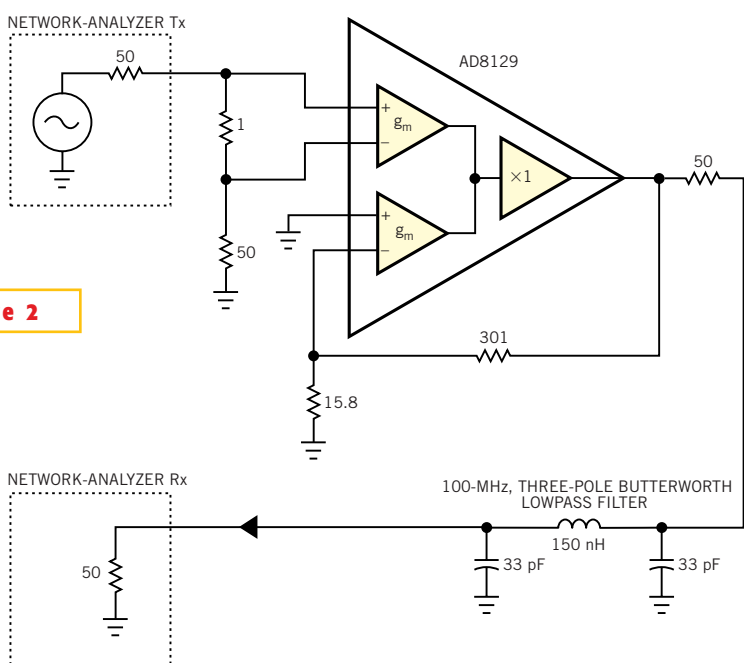 NETWORK-ANALYZER Tx
50
AD8129
+
gm
−
1
×1
50
+
gm
−
50
e 2
301
15.8
NETWORK-ANALYZER Rx
100-MHz, THREE-POLE BUTTERWORTH
LOWPASS FILTER
150 nH
50
33 pF
33 pF